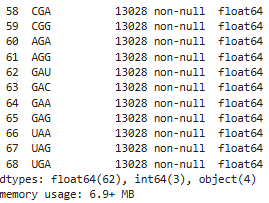 58 CGA 13028 non-null float64
59 CGG 13028 non-null float64
60 AGA 13028 non-null float64
61 AGG 13028 non-null float64
62 GAU 13028 non-null float64
63 GAC 13028 non-null float64
64 GAA 13028 non-null float64
65 GAG 13028 non-null float64
66 UAA 13028 non-null float64
67 UAG 13028 non-null float64
68 UGA 13028 non-null float64
dtypes: float64(62), int64(3), object(4)
memory usage: 6.9+ MB